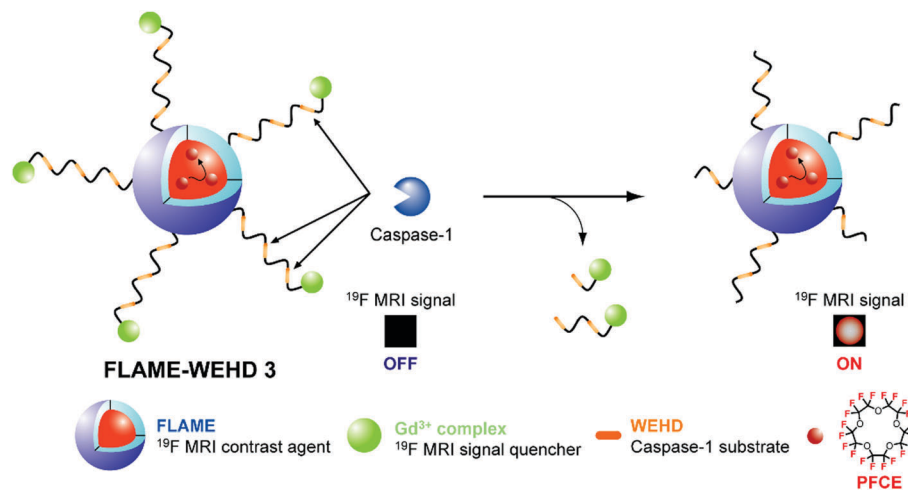 Caspase-1
¹⁹F MRI signal
OFF
¹⁹F MRI signal
ON
FLAME-WEHD 3
FLAME
¹⁹F MRI contrast agent
Gd³⁺ complex
¹⁹F MRI signal quencher
WEHD
Caspase-1 substrate
F F F F F F F F F F F F F F F F F F F F
O O O O O
PFCE